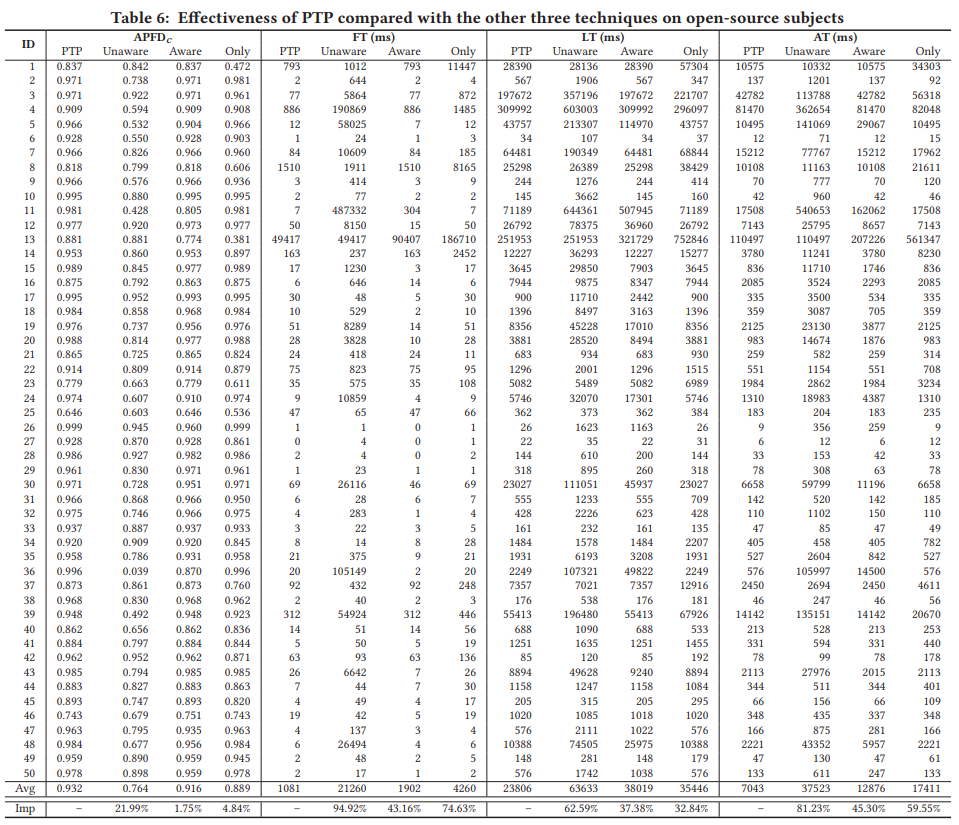 Table 6: Effectiveness of PTP compared with the other three techniques on open-source subjects
ID APFDC FT (ms) LT (ms) AT (ms)
PTP Unaware Aware Only PTP Unaware Aware Only PTP Unaware Aware Only PTP Unaware Aware Only
1 0.837 0.842 0.837 0.472 793 1012 793 11447 28390 28136 28390 57304 10575 10332 10575 34303
2 0.971 0.738 0.971 0.981 2 644 2 4 567 1906 567 347 137 1201 137 92
3 0.971 0.922 0.971 0.961 77 5864 77 872 197672 357196 197672 221707 42782 113788 42782 56318
4 0.909 0.594 0.909 0.908 886 190869 886 1485 309992 603003 309992 296097 81470 362654 81470 82048
5 0.966 0.532 0.904 0.966 12 58025 7 12 43757 213307 114970 43757 10495 141069 29067 10495
6 0.928 0.550 0.928 0.903 1 24 1 3 34 107 34 37 12 71 12 15
7 0.966 0.826 0.966 0.960 84 10609 84 185 64481 190349 64481 68844 15212 77767 15212 17962
8 0.818 0.799 0.818 0.606 1510 1911 1510 8165 25298 26389 25298 38429 10108 11163 10108 21611
9 0.966 0.576 0.966 0.936 3 414 3 9 244 1276 244 414 70 777 70 120
10 0.995 0.880 0.995 0.995 2 77 2 2 145 3662 145 160 42 960 42 46
11 0.981 0.428 0.805 0.981 7 487332 304 7 71189 644361 507945 71189 17508 540653 162062 17508
12 0.977 0.920 0.973 0.977 50 8150 15 50 26792 78375 36960 26792 7143 25795 8657 7143
13 0.881 0.881 0.774 0.381 49417 49417 90407 186710 251953 251953 321729 752846 110497 110497 207226 561347
14 0.953 0.860 0.953 0.897 163 237 163 2452 12227 36293 12227 15277 3780 11241 3780 8230
15 0.989 0.845 0.977 0.989 17 1230 3 17 3645 29850 7903 3645 836 11710 1746 836
16 0.875 0.792 0.863 0.875 6 646 14 6 7944 9875 8347 7944 2085 3524 2293 2085
17 0.995 0.952 0.993 0.995 30 48 5 30 900 11710 2442 900 335 3500 534 335
18 0.984 0.858 0.968 0.984 10 529 2 10 1396 8497 3163 1396 359 3087 705 359
19 0.976 0.737 0.956 0.976 51 8289 14 51 8356 45228 17010 8356 2125 23130 3877 2125
20 0.988 0.814 0.977 0.988 28 3828 10 28 3881 28520 8494 3881 983 14674 1876 983
21 0.865 0.725 0.865 0.824 24 418 24 11 683 934 683 930 259 582 259 314
22 0.914 0.809 0.914 0.879 75 823 75 95 1296 2001 1296 1515 551 1154 551 708
23 0.779 0.663 0.779 0.611 35 575 35 108 5082 5489 5082 6989 1984 2862 1984 3234
24 0.974 0.607 0.910 0.974 9 10859 4 9 5746 32070 17301 5746 1310 18983 4387 1310
25 0.646 0.603 0.646 0.536 47 65 47 66 362 373 362 384 183 204 183 235
26 0.999 0.945 0.960 0.999 1 1 0 1 26 1623 1163 26 9 356 259 9
27 0.928 0.870 0.928 0.861 0 4 0 1 22 35 22 31 6 12 6 12
28 0.986 0.927 0.982 0.986 2 4 0 2 144 610 200 144 33 153 42 33
29 0.961 0.830 0.971 0.961 1 23 1 1 318 895 260 318 78 308 63 78
30 0.971 0.728 0.951 0.971 69 26116 46 69 23027 111051 45937 23027 6658 59799 11196 6658
31 0.966 0.868 0.966 0.950 6 28 6 7 555 1233 555 709 142 520 142 185
32 0.975 0.746 0.966 0.975 4 283 1 4 428 2226 623 428 110 1102 150 110
33 0.937 0.887 0.937 0.933 3 22 3 5 161 232 161 135 47 85 47 49
34 0.920 0.909 0.920 0.845 8 14 8 28 1484 1578 1484 2207 405 458 405 782
35 0.958 0.786 0.931 0.958 21 375 9 21 1931 6193 3208 1931 527 2604 842 527
36 0.996 0.039 0.870 0.996 20 105149 2 20 2249 107321 49822 2249 576 105997 14500 576
37 0.873 0.861 0.873 0.760 92 432 92 248 7357 7021 7357 12916 2450 2694 2450 4611
38 0.968 0.830 0.968 0.962 2 40 2 3 176 538 176 181 46 247 46 56
39 0.948 0.492 0.948 0.923 312 54924 312 446 55413 196480 55413 67926 14142 135151 14142 20670
40 0.862 0.656 0.862 0.836 14 51 14 56 688 1090 688 533 213 528 213 253
41 0.884 0.797 0.884 0.844 5 50 5 19 1251 1635 1251 1455 331 594 331 440
42 0.962 0.952 0.962 0.871 63 93 63 136 85 120 85 192 78 99 78 178
43 0.985 0.794 0.985 0.985 26 6642 7 26 8894 49628 9240 8894 2113 27976 2015 2113
44 0.883 0.827 0.883 0.863 7 44 7 30 1158 1247 1158 1084 344 511 344 401
45 0.893 0.747 0.893 0.820 4 49 4 17 205 315 205 295 66 156 66 109
46 0.743 0.679 0.751 0.743 19 42 5 19 1020 1085 1018 1020 348 435 337 348
47 0.963 0.795 0.935 0.963 4 137 3 4 576 2111 1022 576 166 875 281 166
48 0.984 0.677 0.956 0.984 6 26494 4 6 10388 74505 25975 10388 2221 43352 5957 2221
49 0.959 0.890 0.959 0.945 2 48 2 5 148 281 148 179 47 130 47 61
50 0.978 0.898 0.959 0.978 2 17 1 2 576 1742 1038 576 133 611 247 133
Avg 0.932 0.764 0.916 0.889 1081 21260 1902 4260 23806 63633 38019 35446 7043 37523 12876 17411
Imp – 21.99% 1.75% 4.84% – 94.92% 43.16% 74.63% – 62.59% 37.38% 32.84% – 81.23% 45.30% 59.55%